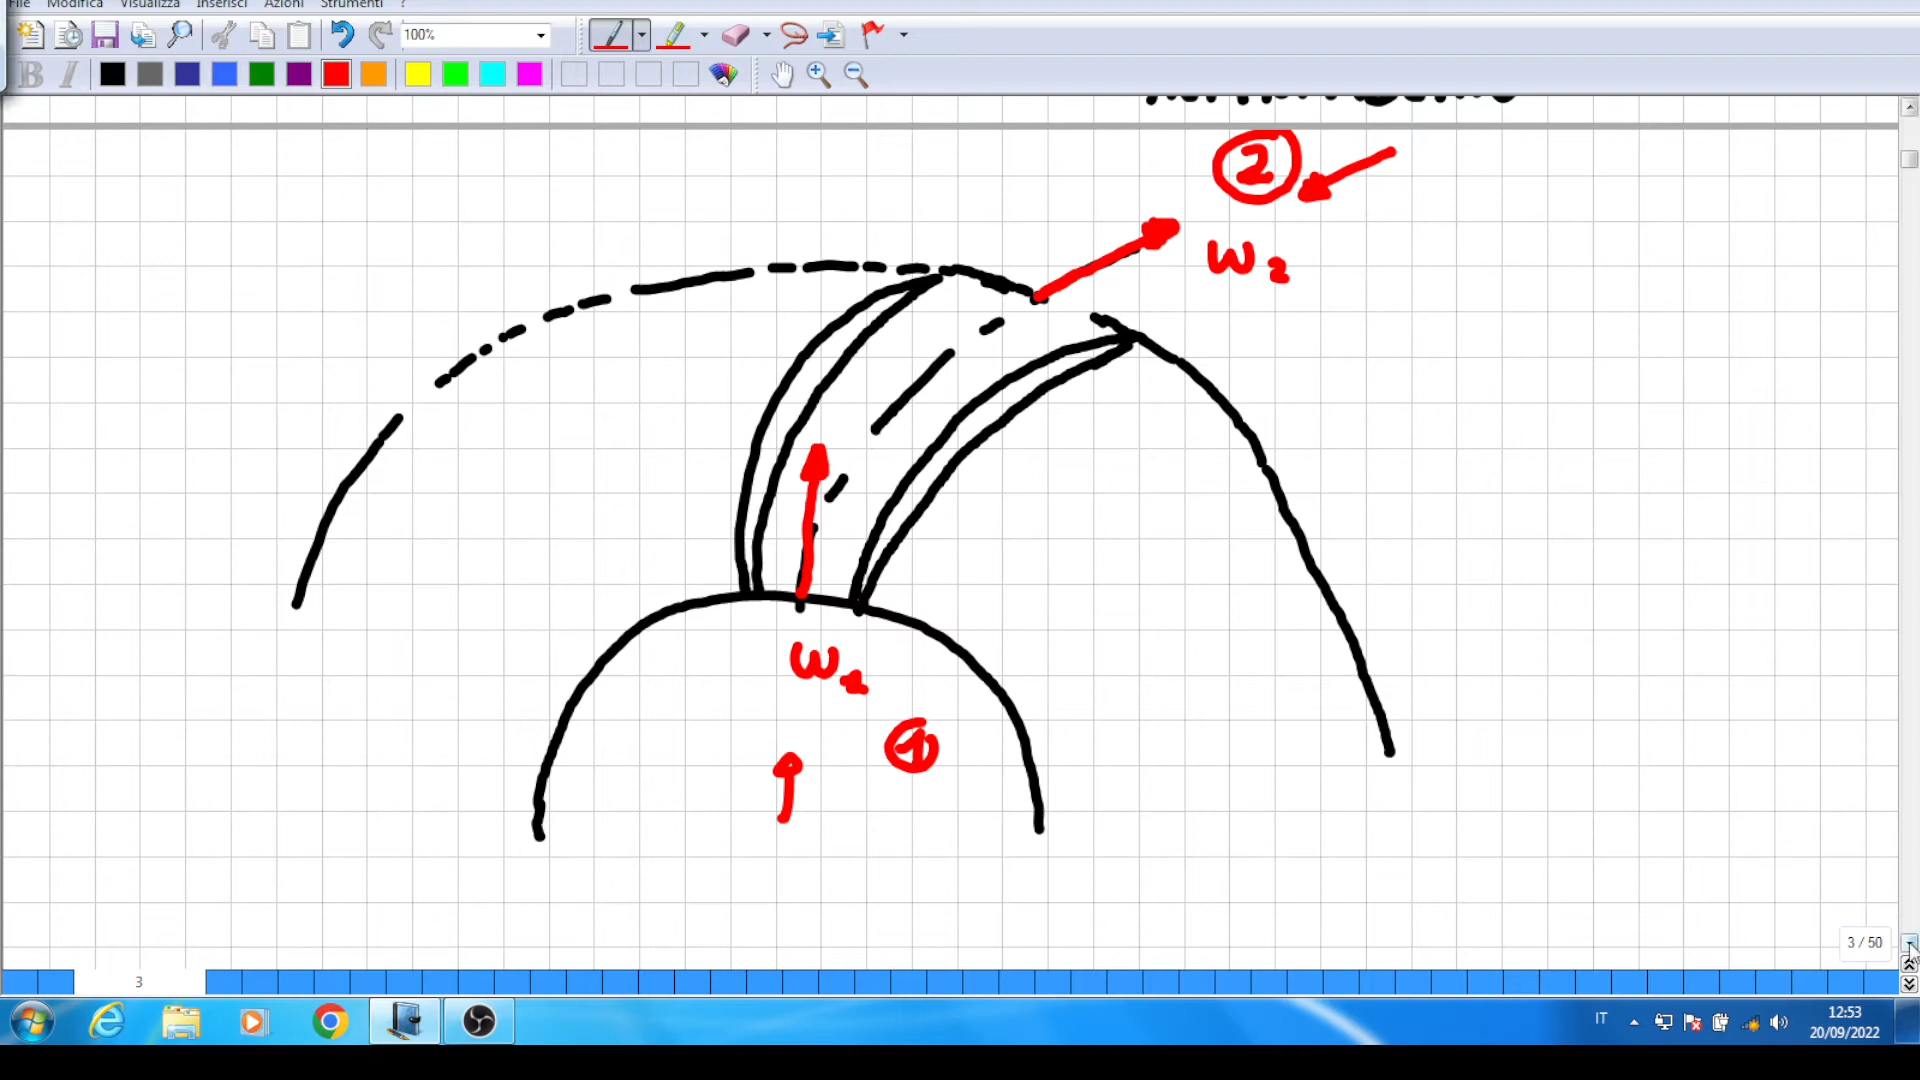 File Modifica Visualizza Inserisci Azioni Strumenti ?
100%
B I
2
w2
w1
1
3 / 50
3
IT
12:53
20/09/2022